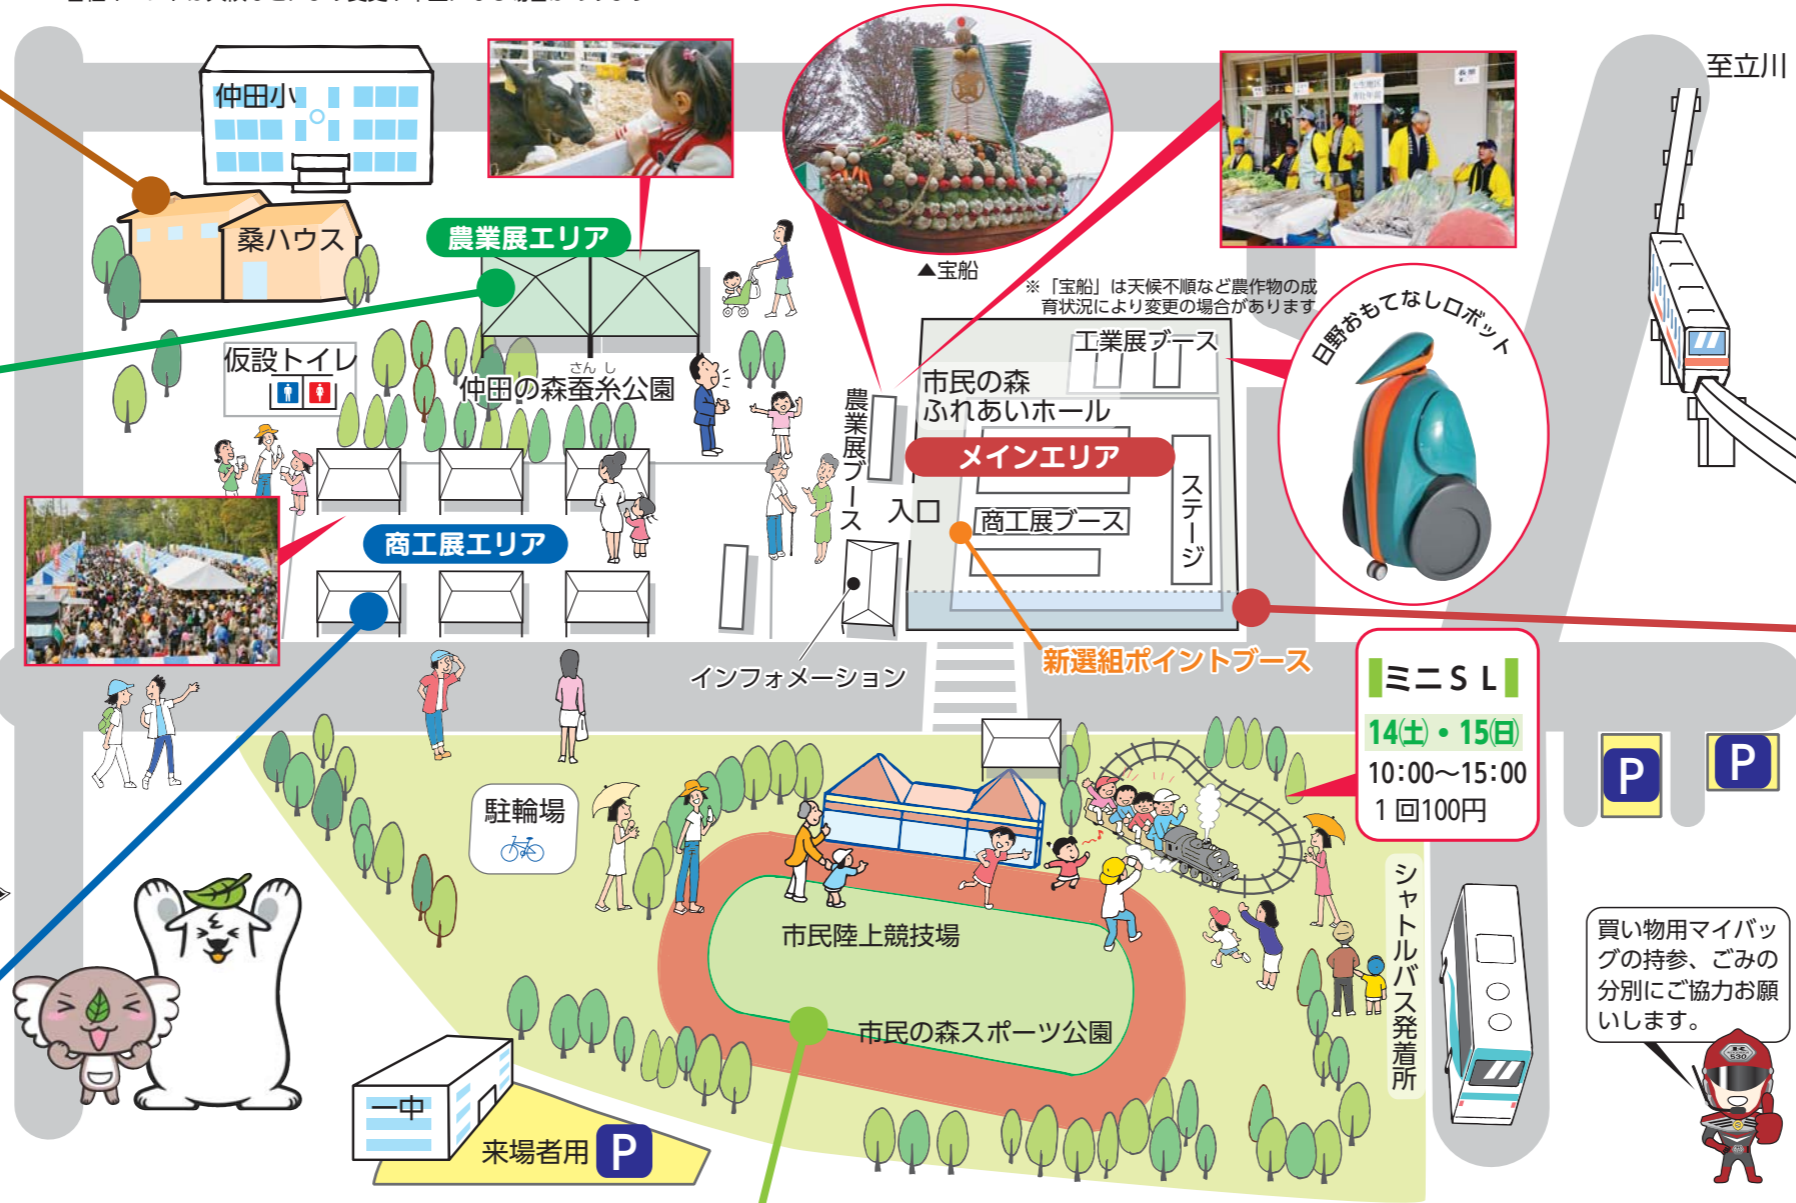 至立川
仲田小
桑ハウス
農業展エリア
▲宝船
※「宝船」は天候不順など農作物の成
育状況により変更の場合があります
日野おもてなしロボット
仮設トイレ
さんし
仲田の森蚕糸公園
農業展ブース
工業展ブース
市民の森
ふれあいホール
メインエリア
ステージ
入口
商工展ブース
商工展エリア
インフォメーション
新選組ポイントブース
ミニSL
14(土)・15(日)
10:00～15:00
1回100円
P
P
駐輪場
市民陸上競技場
市民の森スポーツ公園
シャトルバス発着所
買い物用マイバッ
グの持参、ごみの
分別にご協力お願
いします。
530
一中
来場者用 P